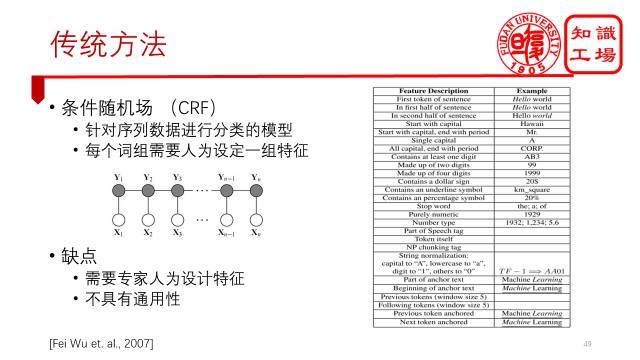 传统方法
FUDAN UNIVERSITY
1905
知識
工場
• 条件随机场 （CRF）
• 针对序列数据进行分类的模型
• 每个词组需要人为设定一组特征
Y1 Y2 Y3 ... Yn−1 Yn
X1 X2 X3 ... Xn−1 Xn
• 缺点
• 需要专家人为设计特征
• 不具有通用性
[Fei Wu et. al., 2007]
Feature Description Example
First token of sentence Hello world
In first half of sentence Hello world
In second half of sentence Hello world
Start with capital Hawaii
Start with capital, end with period Mr.
Single capital A
All capital, end with period CORP.
Contains at least one digit AB3
Made up of two digits 99
Made up of four digits 1999
Contains a dollar sign 20$
Contains an underline symbol km_square
Contains an percentage symbol 20%
Stop word the; a; of
Purely numeric 1929
Number type 1932; 1,234; 5.6
Part of Speech tag
Token itself
NP chunking tag
String normalization:
capital to “A”, lowercase to “a”,
digit to “1”, others to “0” TF − 1 ⟹ AA01
Part of anchor text Machine Learning
Beginning of anchor text Machine Learning
Previous tokens (window size 5)
Following tokens (window size 5)
Previous token anchored Machine Learning
Next token anchored Machine Learning
49